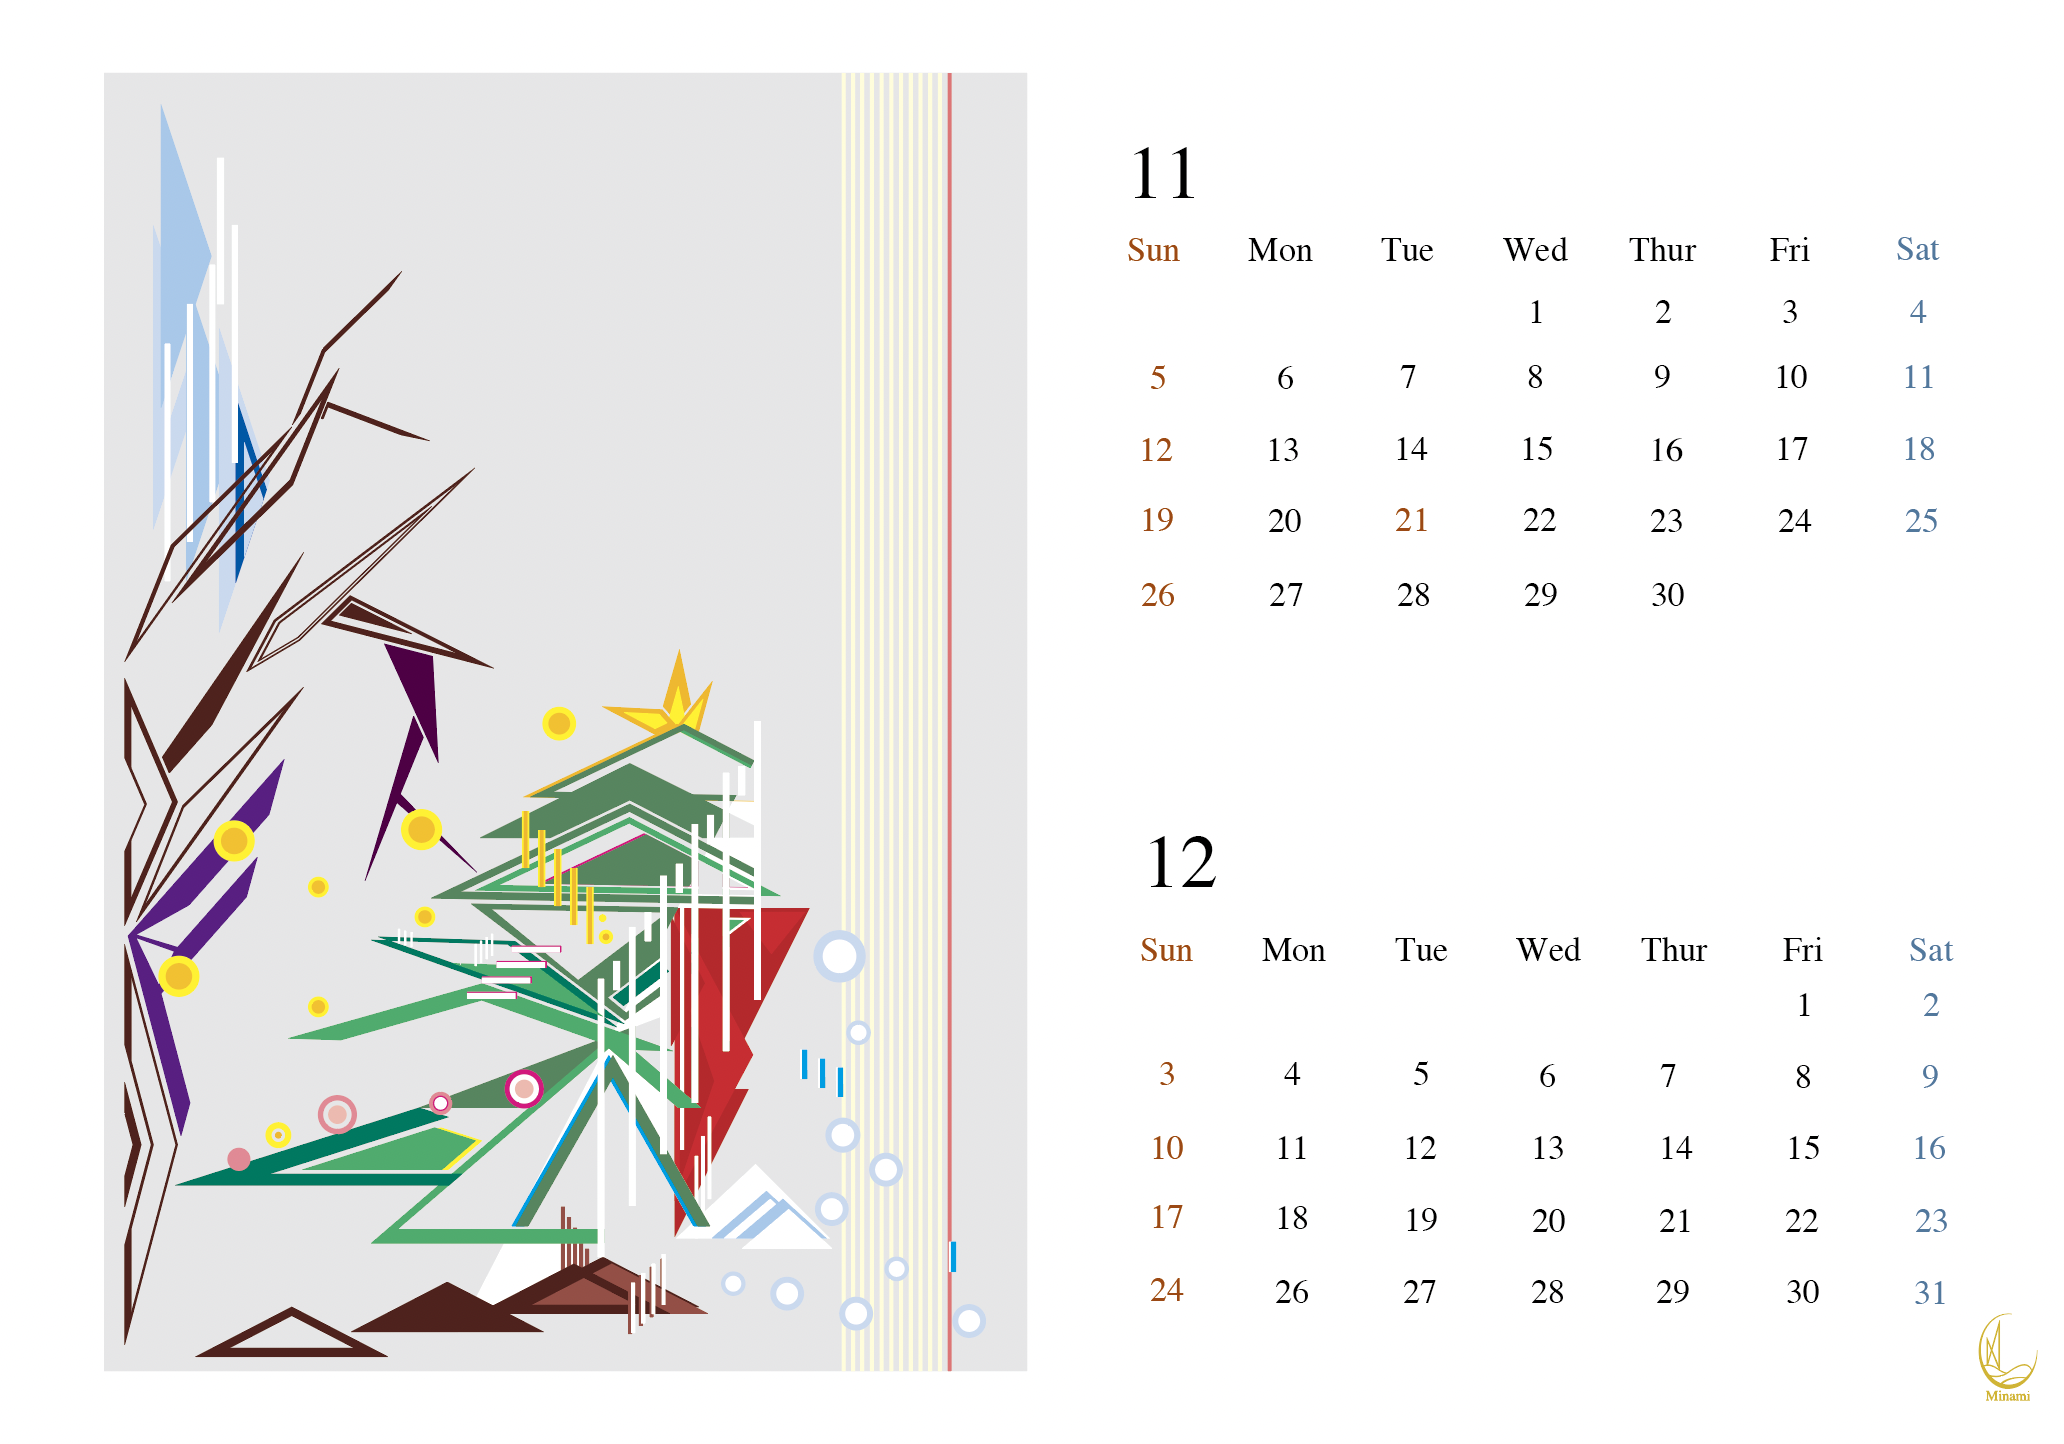 11
Sun Mon Tue Wed Thur Fri Sat
1 2 3 4
5 6 7 8 9 10 11
12 13 14 15 16 17 18
19 20 21 22 23 24 25
26 27 28 29 30
12
Sun Mon Tue Wed Thur Fri Sat
1 2
3 4 5 6 7 8 9
10 11 12 13 14 15 16
17 18 19 20 21 22 23
24 26 27 28 29 30 31
Minami